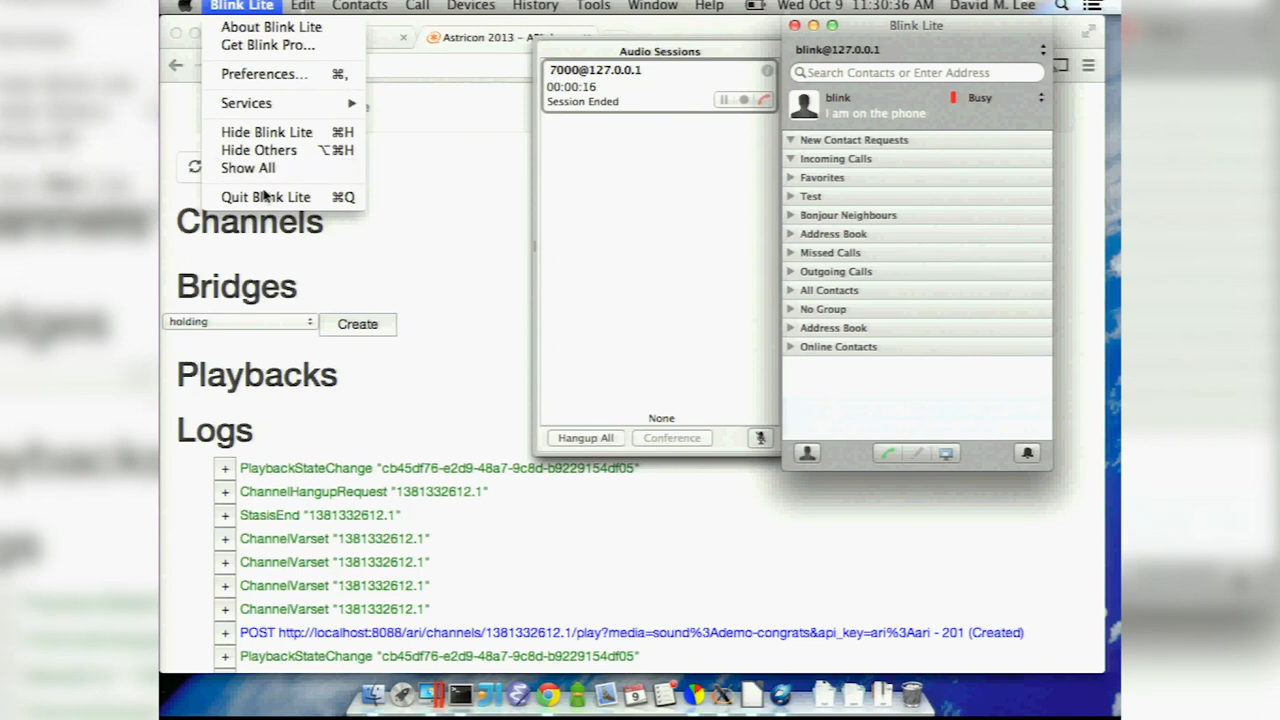 Blink Lite Edit Contacts Call Devices History Tools Window Help Wed Oct 9 11:30:36 AM David M. Lee
About Blink Lite
Get Blink Pro...
Preferences... ⌘,
Services
Hide Blink Lite ⌘H
Hide Others ⌥⌘H
Show All
Quit Blink Lite ⌘Q
Astricon 2013 –
Channels
Bridges
holding
Create
Playbacks
Logs
+ PlaybackStateChange "cb45df76-e2d9-48a7-9c8d-b9229154df05"
+ ChannelHangupRequest "1381332612.1"
+ StasisEnd "1381332612.1"
+ ChannelVarset "1381332612.1"
+ ChannelVarset "1381332612.1"
+ ChannelVarset "1381332612.1"
+ ChannelVarset "1381332612.1"
+ POST http://localhost:8088/ari/channels/1381332612.1/play?media=sound%3Ademo-congrats&api_key=ari%3Aari - 201 (Created)
+ PlaybackStateChange "cb45df76-e2d9-48a7-9c8d-b9229154df05"
Audio Sessions
7000@127.0.0.1
00:00:16
Session Ended
None
Hangup All
Conference
Blink Lite
blink@127.0.0.1
Search Contacts or Enter Address
blink
Busy
I am on the phone
New Contact Requests
Incoming Calls
Favorites
Test
Bonjour Neighbours
Address Book
Missed Calls
Outgoing Calls
All Contacts
No Group
Address Book
Online Contacts
9